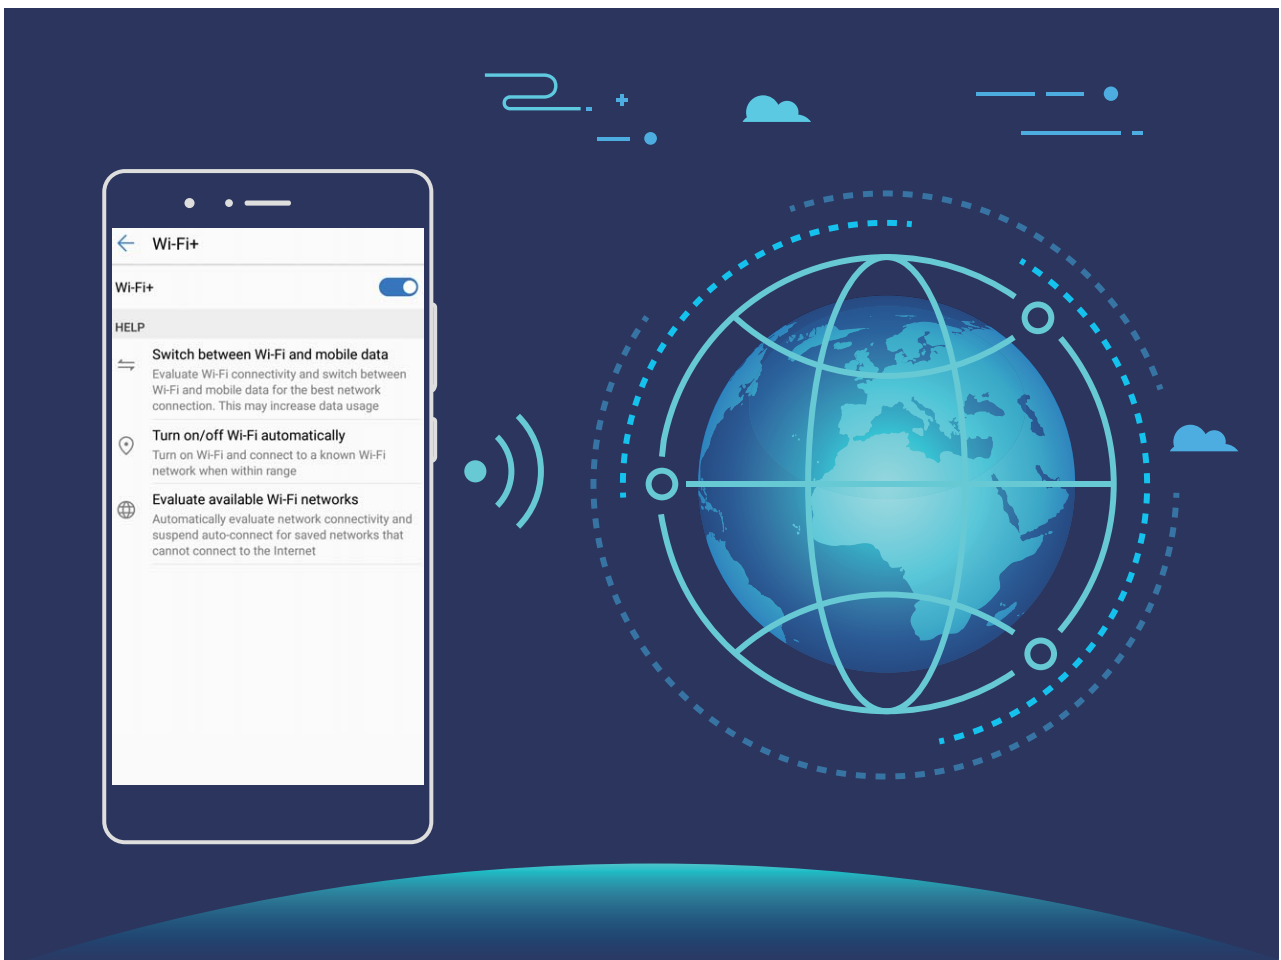 Wi-Fi+
Wi-Fi+
HELP
Switch between Wi-Fi and mobile data
Evaluate Wi-Fi connectivity and switch between
Wi-Fi and mobile data for the best network
connection. This may increase data usage
Turn on/off Wi-Fi automatically
Turn on Wi-Fi and connect to a known Wi-Fi
network when within range
Evaluate available Wi-Fi networks
Automatically evaluate network connectivity and
suspend auto-connect for saved networks that
cannot connect to the Internet